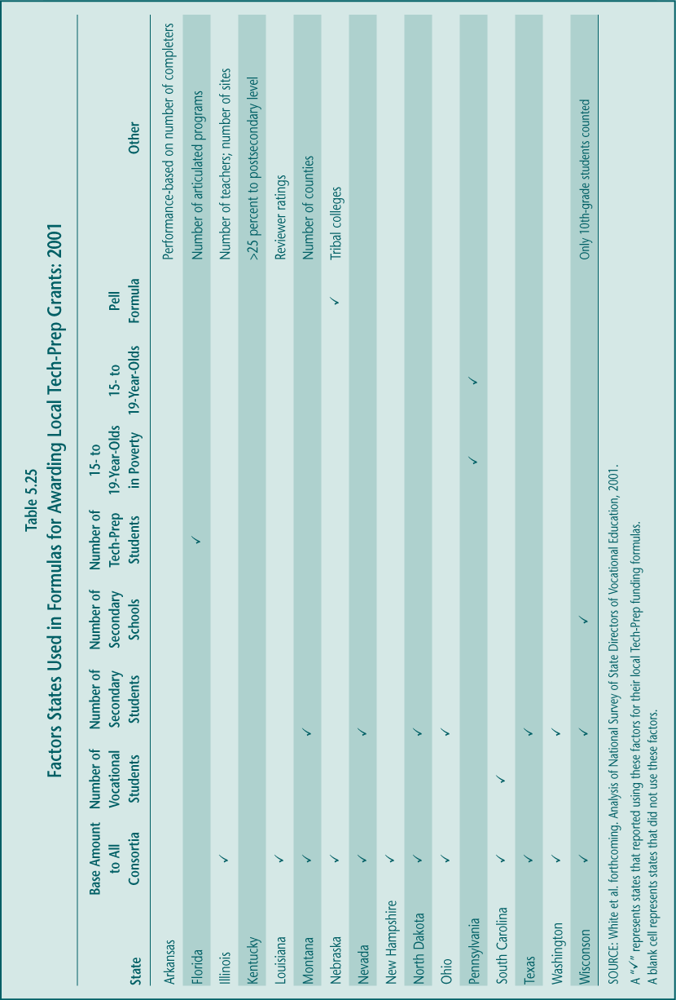 Table 5.25
Factors States Used in Formulas for Awarding Local Tech-Prep Grants: 2001
State Base Amount to All Consortia Number of Vocational Students Number of Secondary Students Number of Secondary Schools Number of Tech-Prep Students 15- to 19-Year-Olds in Poverty 15- to 19-Year-Olds Pell Formula Other
Arkansas Performance-based on number of completers
Florida ✓ Number of articulated programs
Illinois ✓ Number of teachers; number of sites
Kentucky >25 percent to postsecondary level
Louisiana ✓ Reviewer ratings
Montana ✓ ✓ Number of counties
Nebraska ✓ ✓ Tribal colleges
Nevada ✓ ✓
New Hampshire ✓
North Dakota ✓ ✓
Ohio ✓ ✓
Pennsylvania ✓ ✓
South Carolina ✓ ✓
Texas ✓ ✓
Washington ✓ ✓
Wisconson ✓ ✓ ✓ Only 10th-grade students counted
SOURCE: White et al. forthcoming. Analysis of National Survey of State Directors of Vocational Education, 2001.
A "✓" represents states that reported using these factors for their local Tech-Prep funding formulas.
A blank cell represents states that did not use these factors.